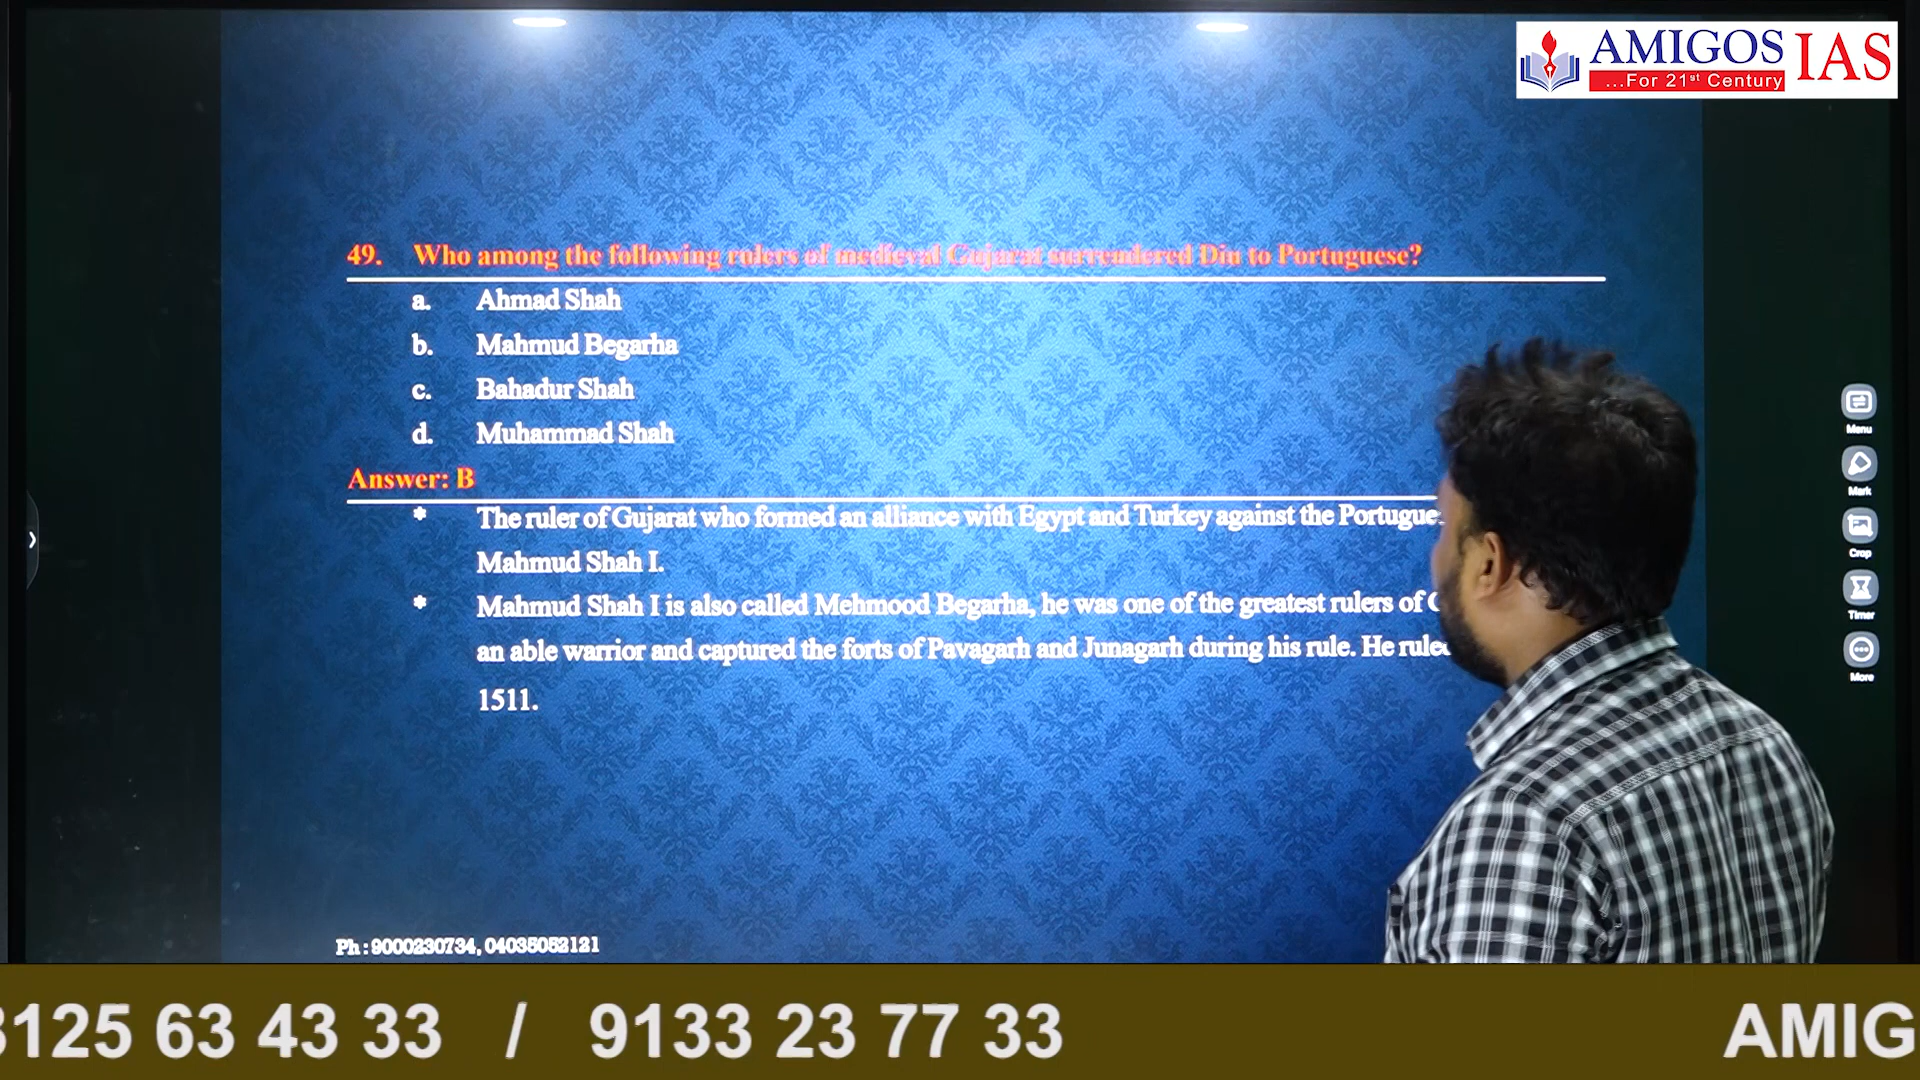 AMIGOS IAS
...For 21st Century
49. Who among the following rulers of medieval Gujarat surrendered Diu to Portuguese?
a. Ahmad Shah
b. Mahmud Begarha
c. Bahadur Shah
d. Muhammad Shah
Answer: B
* The ruler of Gujarat who formed an alliance with Egypt and Turkey against the
Mahmud Shah I.
* Mahmud Shah I is also called Mehmood Begarha, he was one of the greatest rulers of
an able warrior and captured the forts of Pavagarh and Junagarh during his rule. He
1511.
Menu
Mark
Crop
Timer
More
Ph : 9000230734, 04035052121
125 63 43 33 / 9133 23 77 33
AMIG